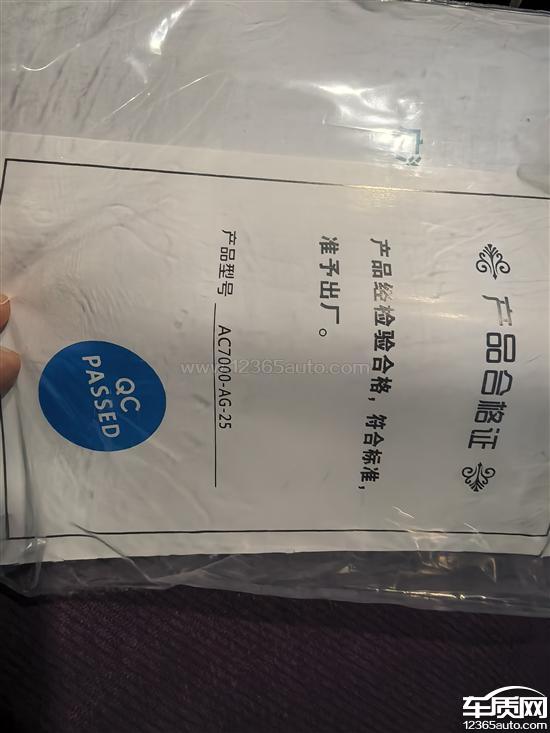 产品合格证
产品经检验合格，符合标准，
准予出厂。
产品型号 AC7000-AG-25
QC
PASSED
www.12365auto.com
车质网
www.12365auto.com